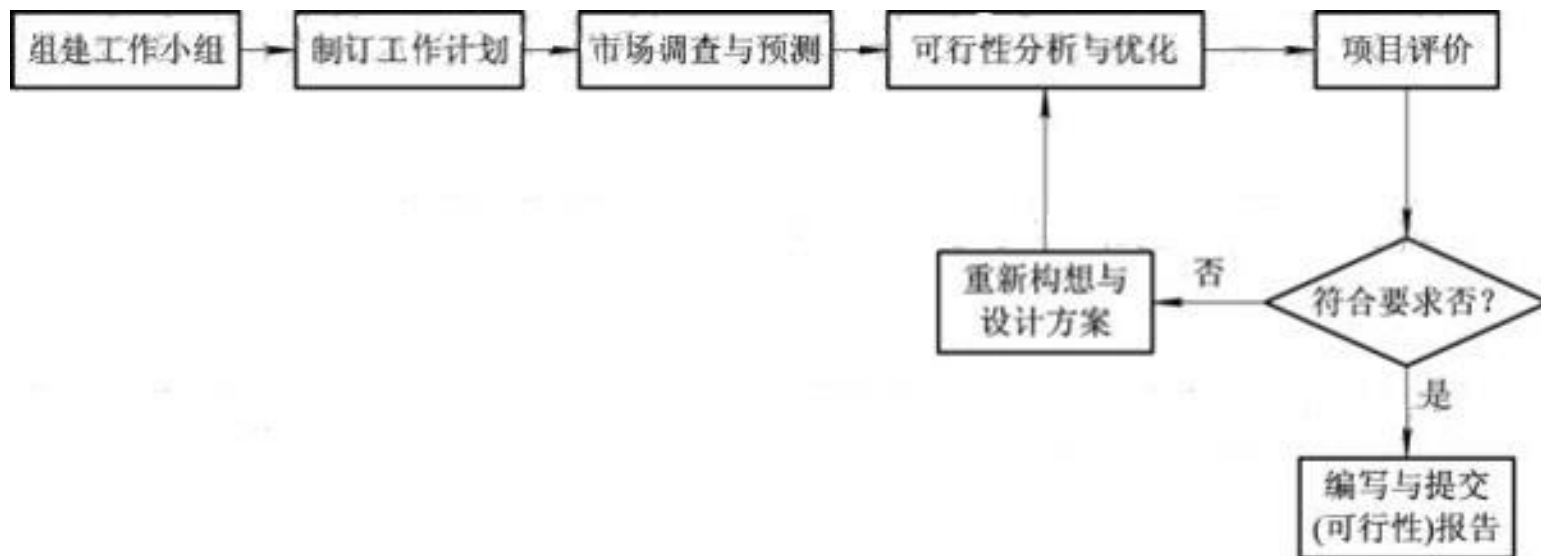 组建工作小组
制订工作计划
市场调查与预测
可行性分析与优化
项目评价
重新构想与
设计方案
否
符合要求否？
是
编写与提交
(可行性)报告